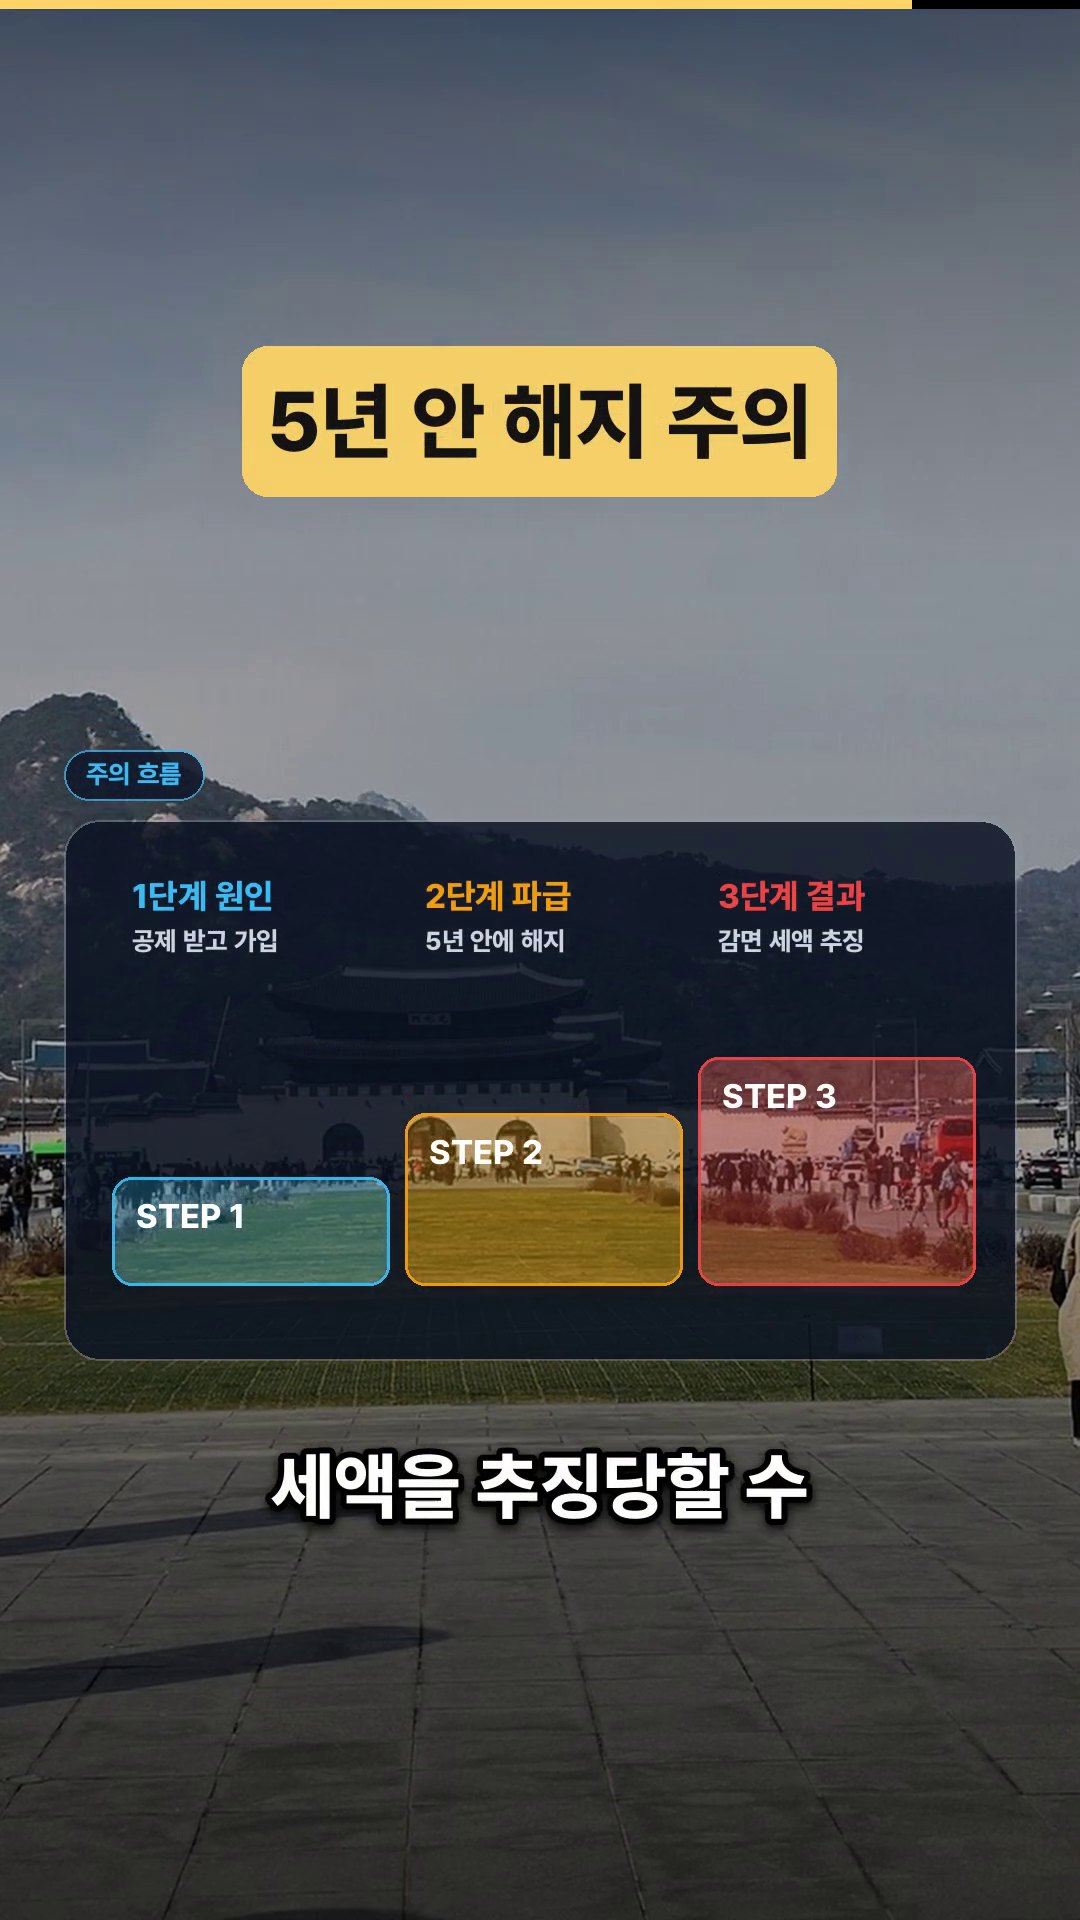 5년 안 해지 주의
주의 흐름
1단계 원인
공제 받고 가입
2단계 파급
5년 안에 해지
3단계 결과
감면 세액 추징
STEP 1
STEP 2
STEP 3
세액을 추징당할 수